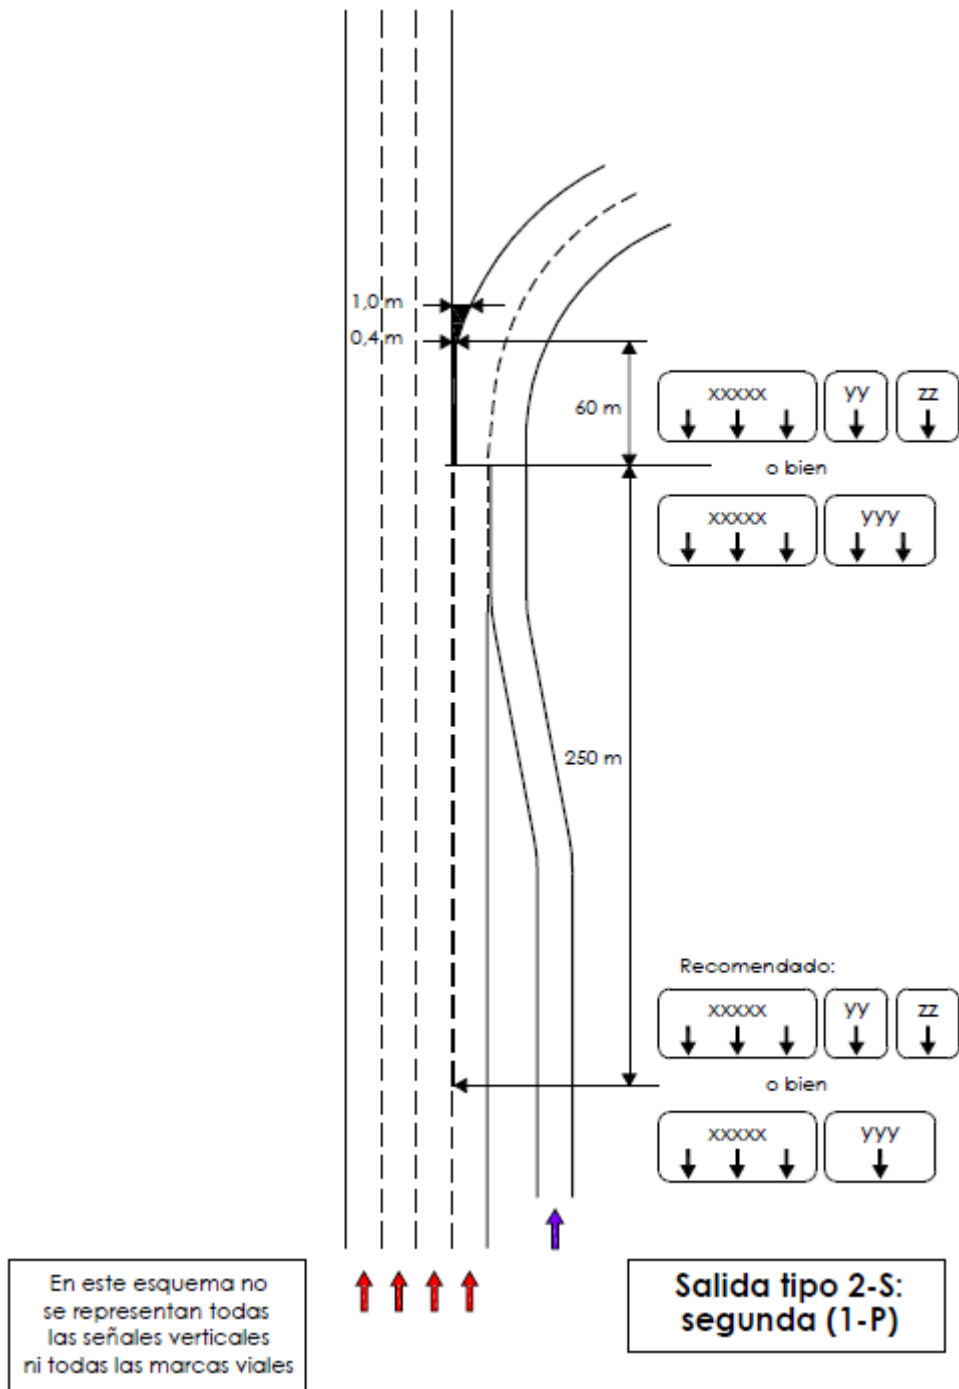 1,0 m
0,4 m
60 m
xxxxx yy zz
o bien
xxxxx yyy
250 m
Recomendado:
xxxxx yy zz
o bien
xxxxx yyy
En este esquema no
se representan todas
las señales verticales
ni todas las marcas viales
Salida tipo 2-S:
segunda (1-P)